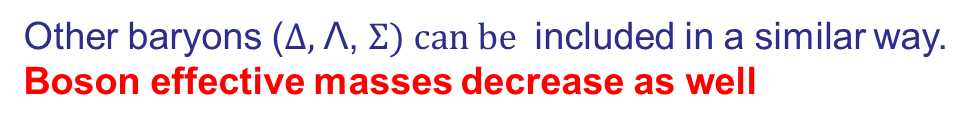 Other baryons (Δ, Λ, Σ) can be included in a similar way.
Boson effective masses decrease as well